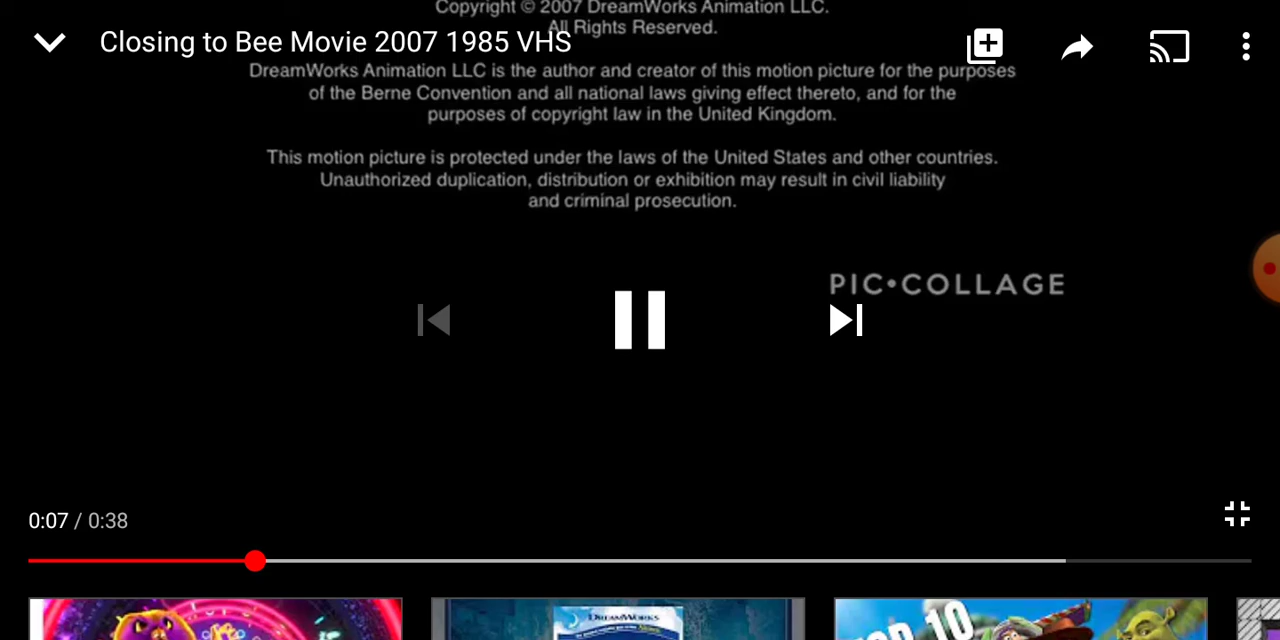 Copyright © 2007 DreamWorks Animation LLC.
All Rights Reserved.
Closing to Bee Movie 2007 1985 VHS
DreamWorks Animation LLC is the author and creator of this motion picture for the purposes
of the Berne Convention and all national laws giving effect thereto, and for the
purposes of copyright law in the United Kingdom.
This motion picture is protected under the laws of the United States and other countries.
Unauthorized duplication, distribution or exhibition may result in civil liability
and criminal prosecution.
PIC•COLLAGE
0:07 / 0:38
DREAMWORKS
TOP 10